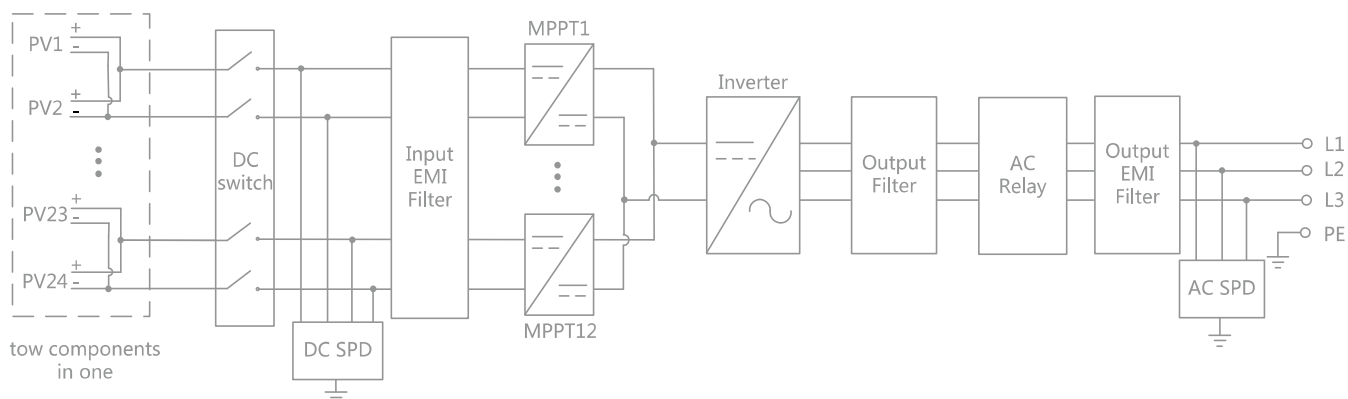 PV1
+
-
PV2
+
-
PV23
+
-
PV24
+
-
tow components
in one
DC
switch
DC SPD
Input
EMI
Filter
MPPT1
MPPT12
Inverter
Output
Filter
AC
Relay
Output
EMI
Filter
L1
L2
L3
PE
AC SPD